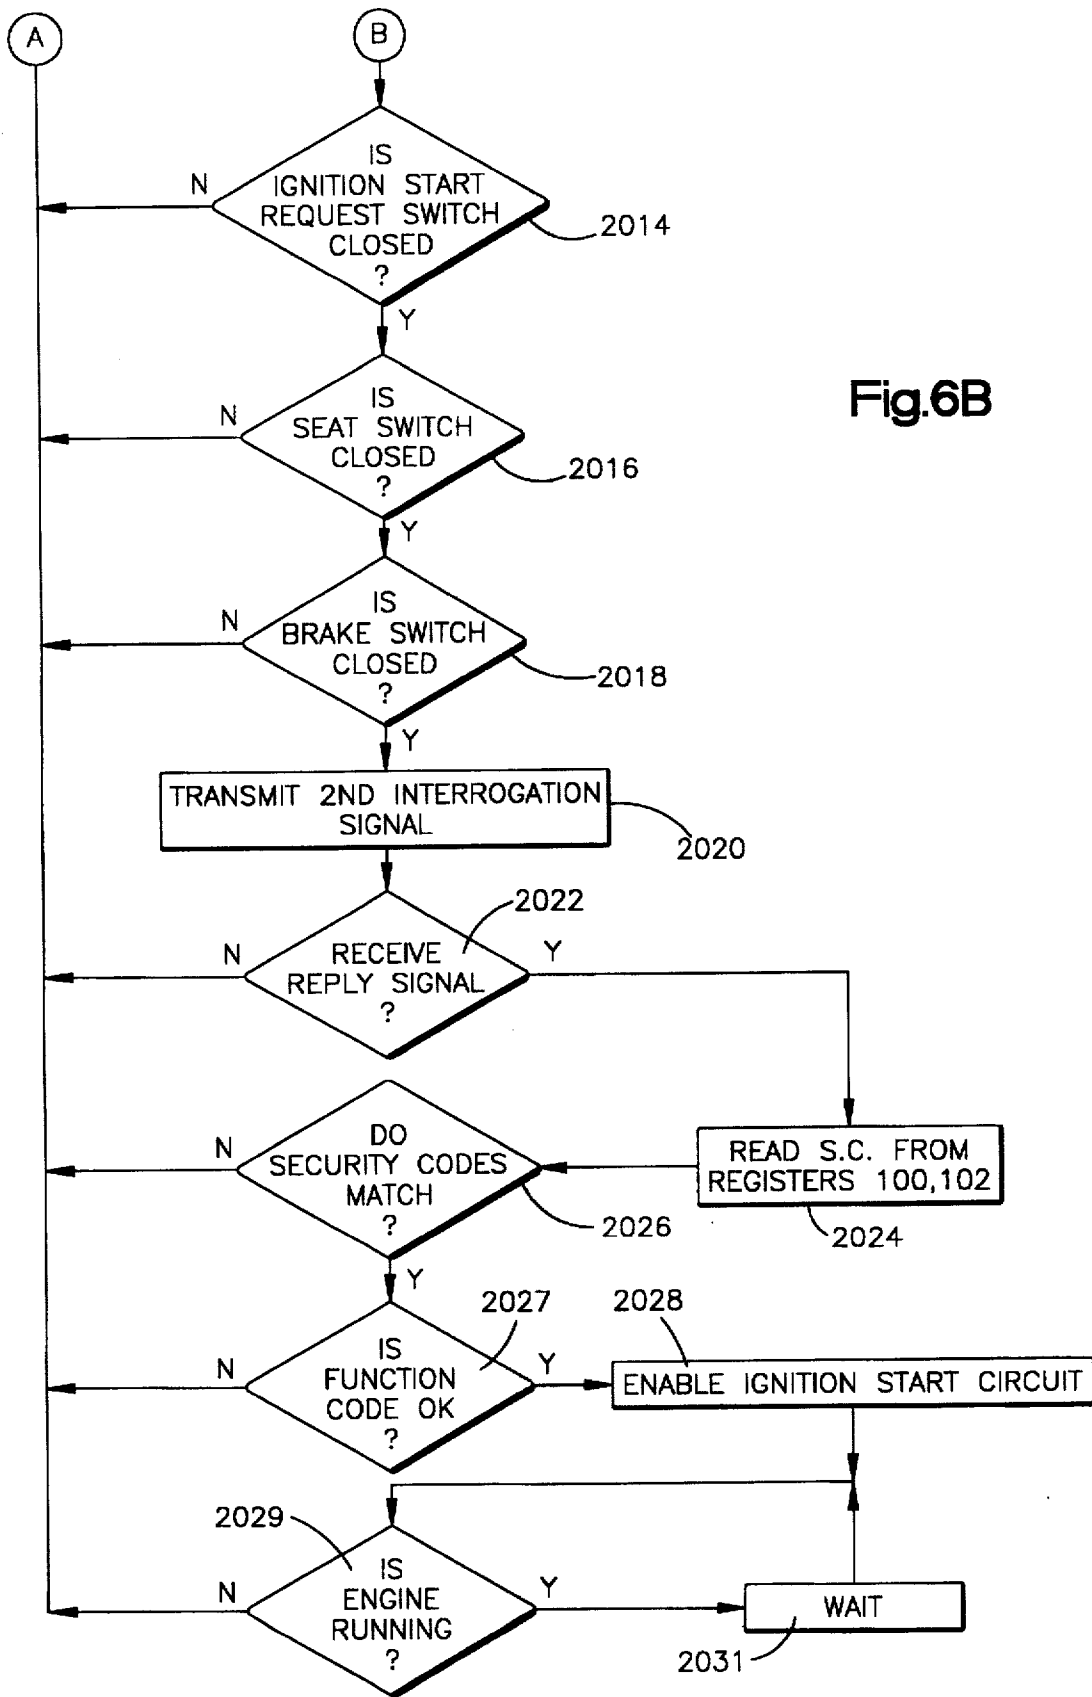 A
B
IS
IGNITION START
REQUEST SWITCH
CLOSED
?
N
2014
Y
Fig.6B
IS
SEAT SWITCH
CLOSED
?
N
2016
Y
IS
BRAKE SWITCH
CLOSED
?
N
2018
Y
TRANSMIT 2ND INTERROGATION
SIGNAL
2020
2022
RECEIVE
REPLY SIGNAL
?
N
Y
DO
SECURITY CODES
MATCH
?
N
2026
READ S.C. FROM
REGISTERS 100,102
2024
Y
2027
IS
FUNCTION
CODE OK
?
N
Y
2028
ENABLE IGNITION START CIRCUIT
2029
IS
ENGINE
RUNNING
?
N
Y
WAIT
2031